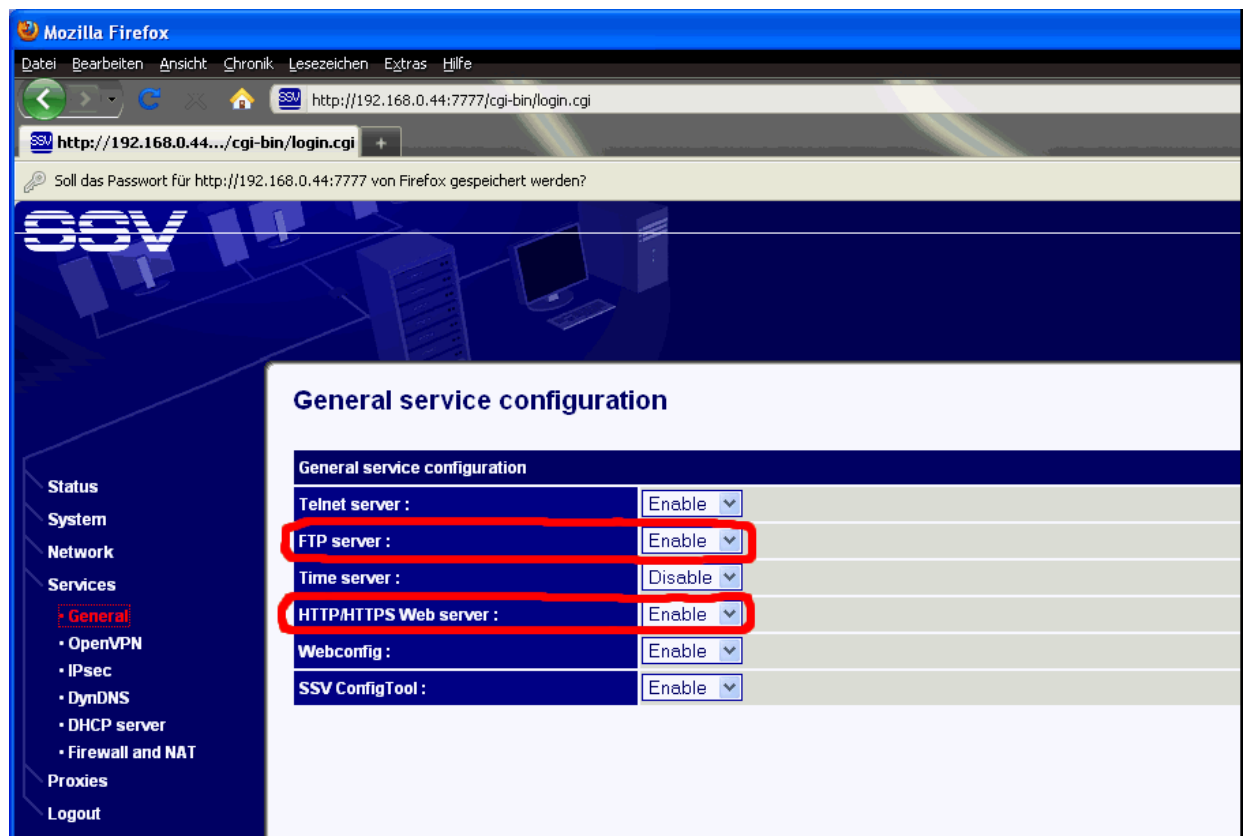 Mozilla Firefox
Datei Bearbeiten Ansicht Chronik Lesezeichen Extras Hilfe
SSV http://192.168.0.44:7777/cgi-bin/login.cgi
SSV http://192.168.0.44.../cgi-bin/login.cgi +
Soll das Passwort für http://192.168.0.44:7777 von Firefox gespeichert werden?
SSV
General service configuration
General service configuration
Telnet server : Enable
FTP server : Enable
Time server : Disable
HTTP/HTTPS Web server : Enable
Webconfig : Enable
SSV ConfigTool : Enable
Status
System
Network
Services
• General
• OpenVPN
• IPsec
• DynDNS
• DHCP server
• Firewall and NAT
Proxies
Logout